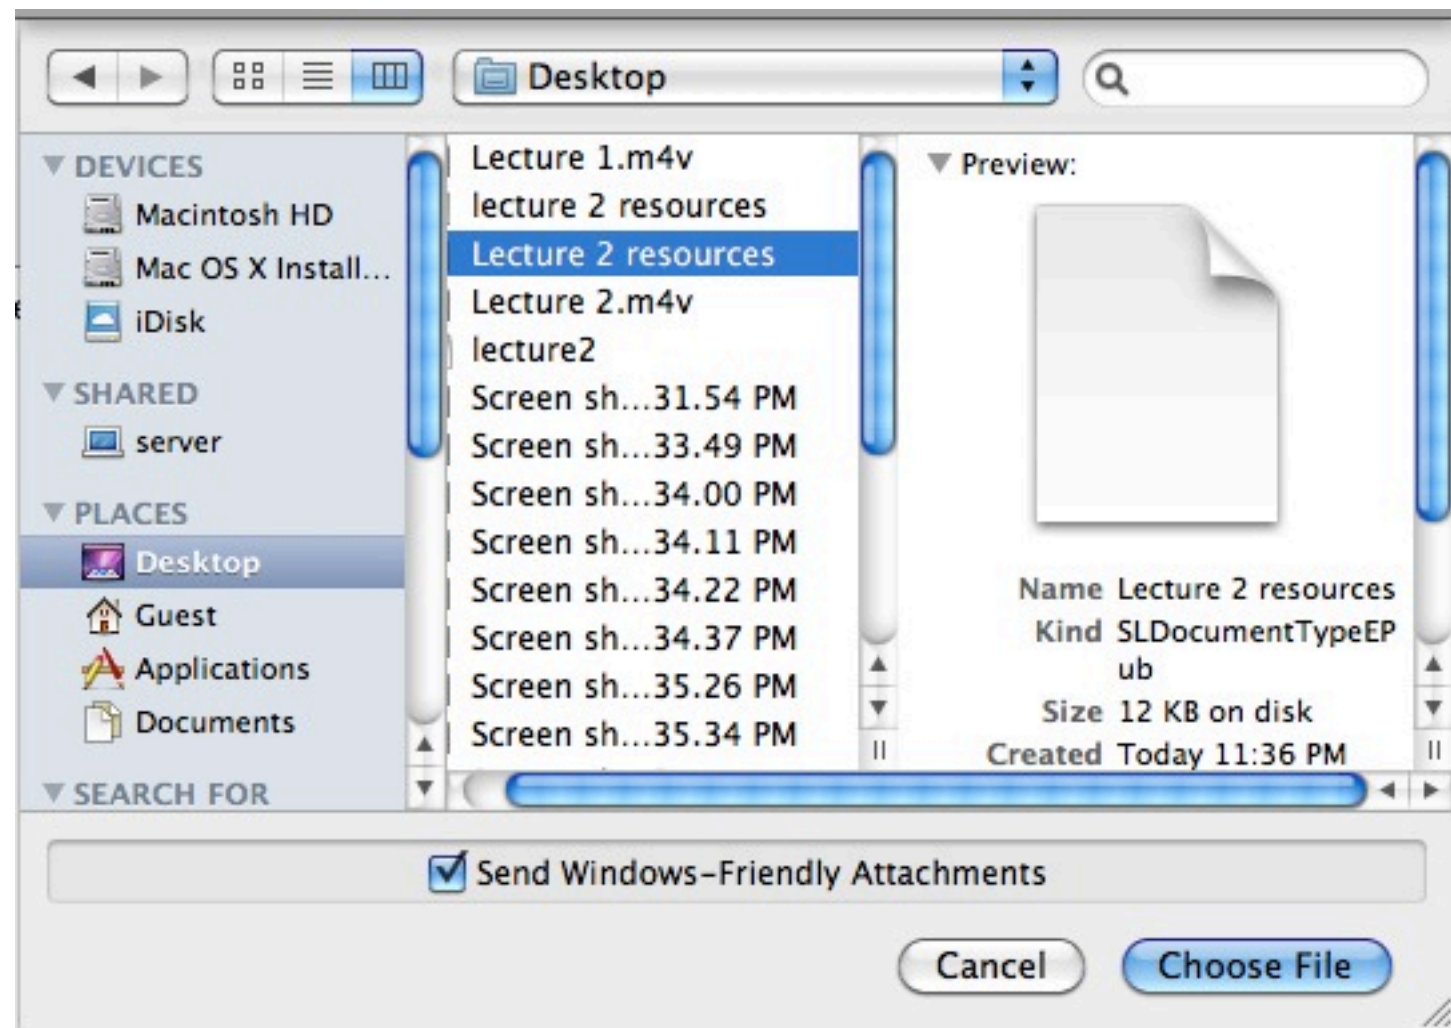 Desktop
DEVICES
Macintosh HD
Mac OS X Install...
iDisk
SHARED
server
PLACES
Desktop
Guest
Applications
Documents
SEARCH FOR
Lecture 1.m4v
lecture 2 resources
Lecture 2 resources
Lecture 2.m4v
lecture2
Screen sh...31.54 PM
Screen sh...33.49 PM
Screen sh...34.00 PM
Screen sh...34.11 PM
Screen sh...34.22 PM
Screen sh...34.37 PM
Screen sh...35.26 PM
Screen sh...35.34 PM
Preview:
Name Lecture 2 resources
Kind SLDocumentTypeEP
ub
Size 12 KB on disk
Created Today 11:36 PM
Send Windows-Friendly Attachments
Cancel
Choose File